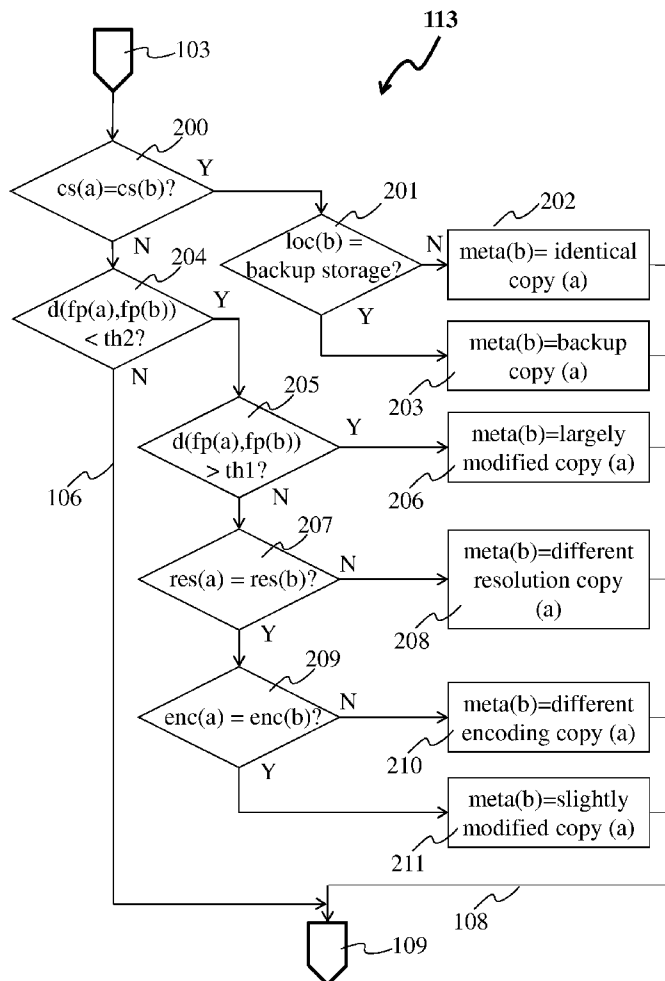 113
103
200
cs(a)=cs(b)?
Y
N
201
loc(b) =
backup storage?
N
Y
202
meta(b)= identical
copy (a)
204
d(fp(a),fp(b))
< th2?
Y
N
meta(b)=backup
copy (a)
203
205
d(fp(a),fp(b))
> th1?
Y
N
meta(b)=largely
modified copy (a)
206
106
207
res(a) = res(b)?
N
Y
meta(b)=different
resolution copy
(a)
208
209
enc(a) = enc(b)?
N
Y
meta(b)=different
encoding copy (a)
210
meta(b)=slightly
modified copy (a)
211
108
109